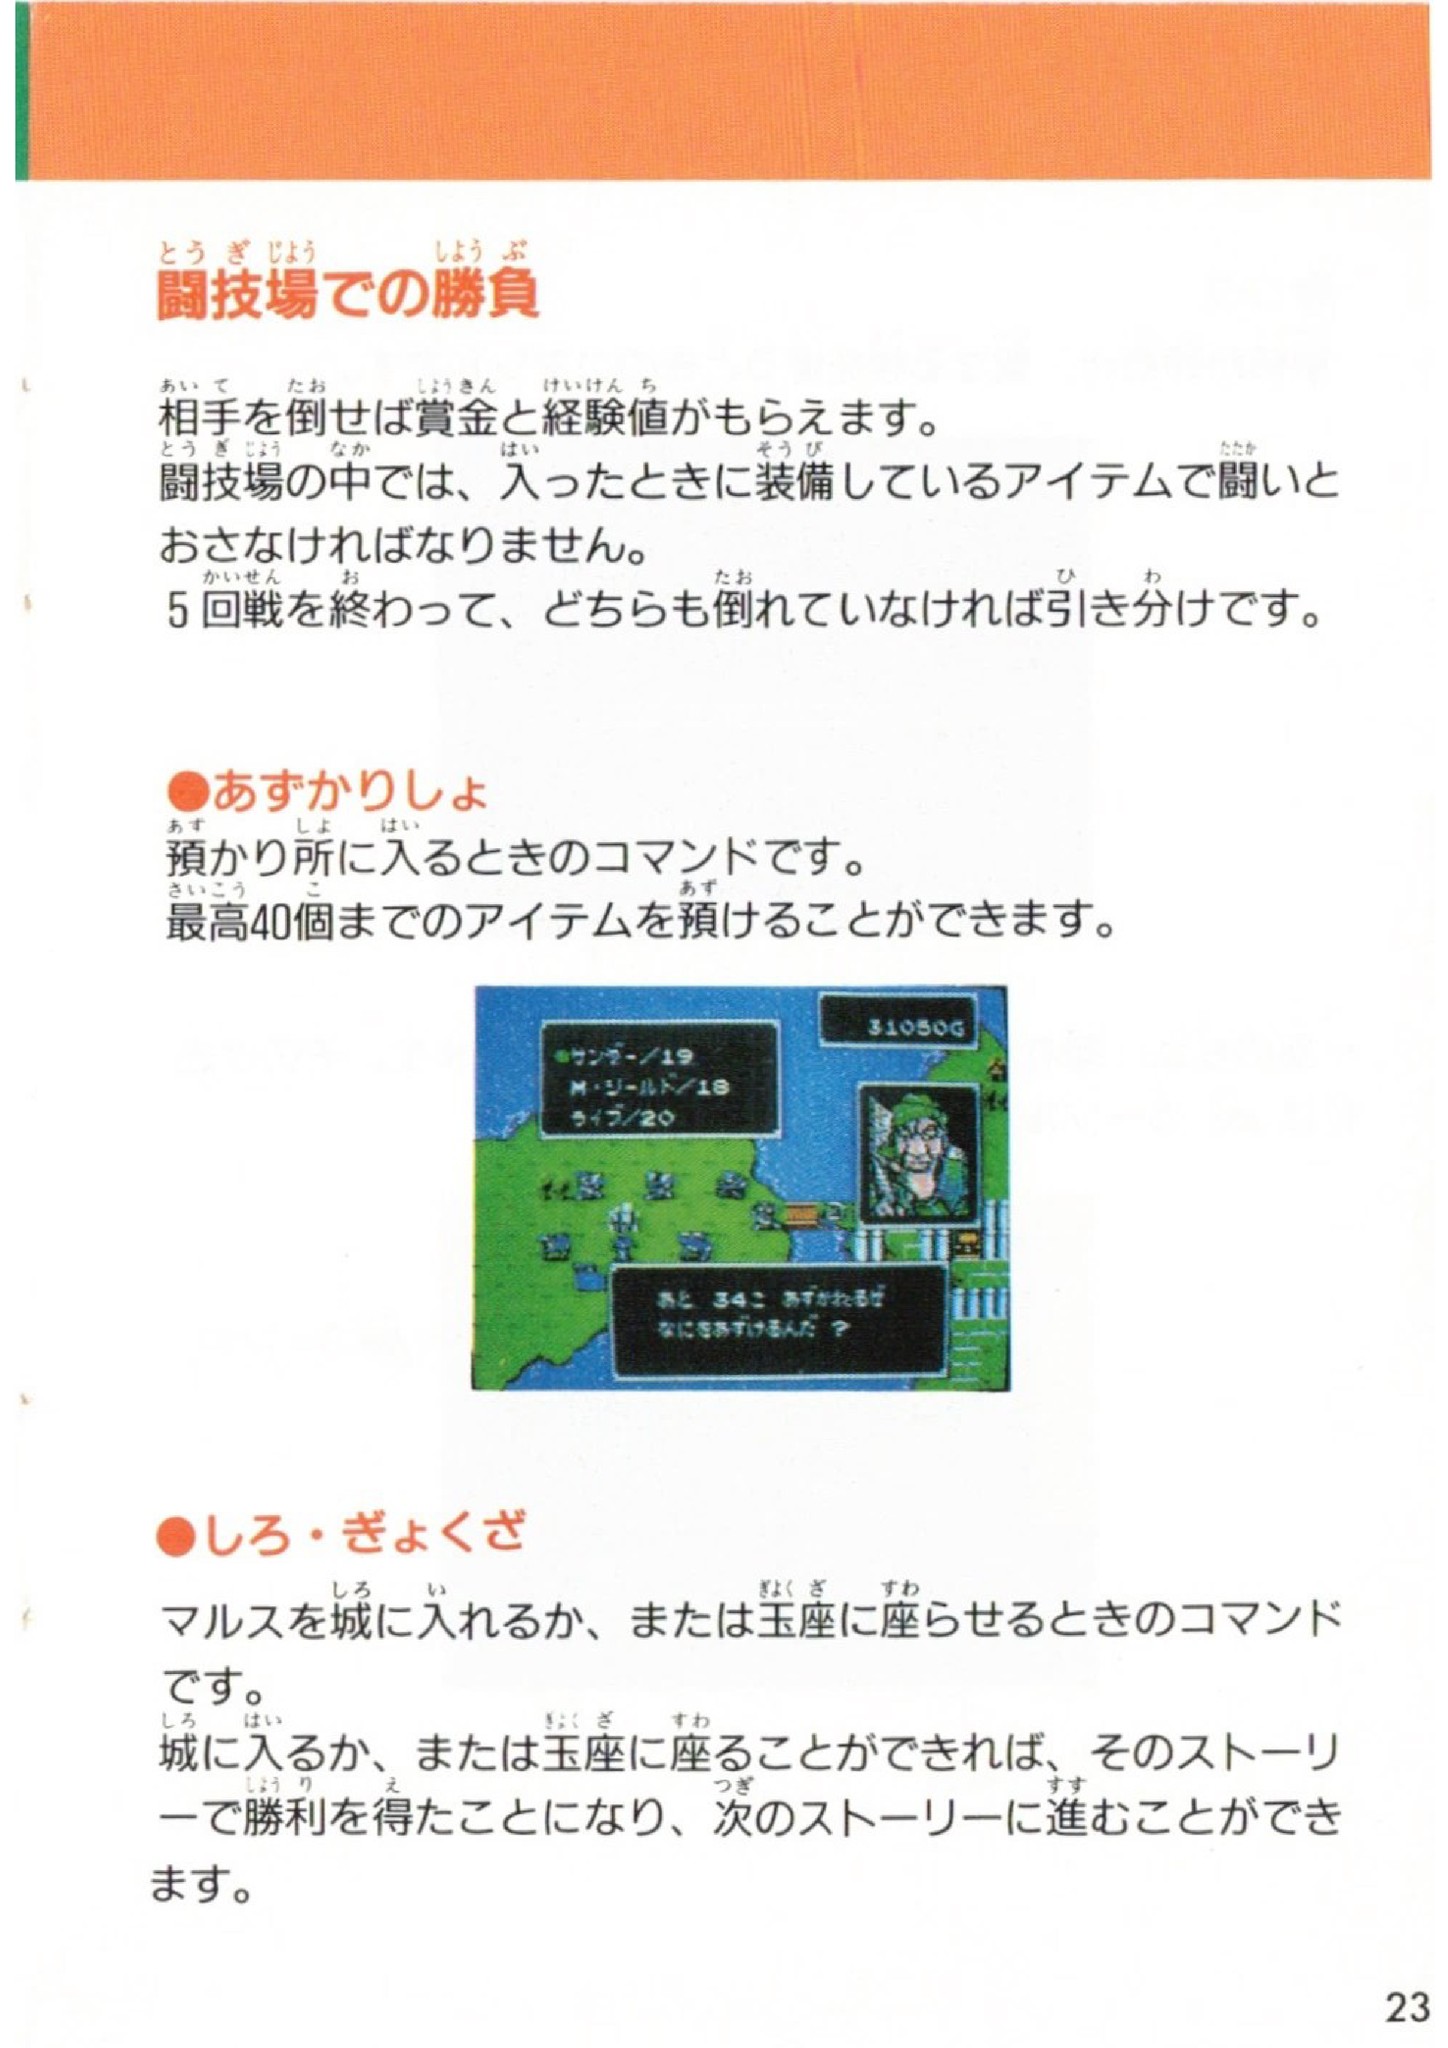 闘技場での勝負
相手を倒せば賞金と経験値がもらえます。
闘技場の中では、入ったときに装備しているアイテムで闘いと
おさなければなりません。
5回戦を終わって、どちらも倒れていなければ引き分けです。
●あずかりしょ
預かり所に入るときのコマンドです。
最高40個までのアイテムを預けることができます。
31050G
サンダー/19
M・シールド/18
ライブ/20
あと 34こ あずかれるぜ
なにをあずけるんだ ?
●しろ・ぎょくざ
マルスを城に入れるか、または玉座に座らせるときのコマンド
です。
城に入るか、または玉座に座ることができれば、そのストーリ
ーで勝利を得たことになり、次のストーリーに進むことができ
ます。
23